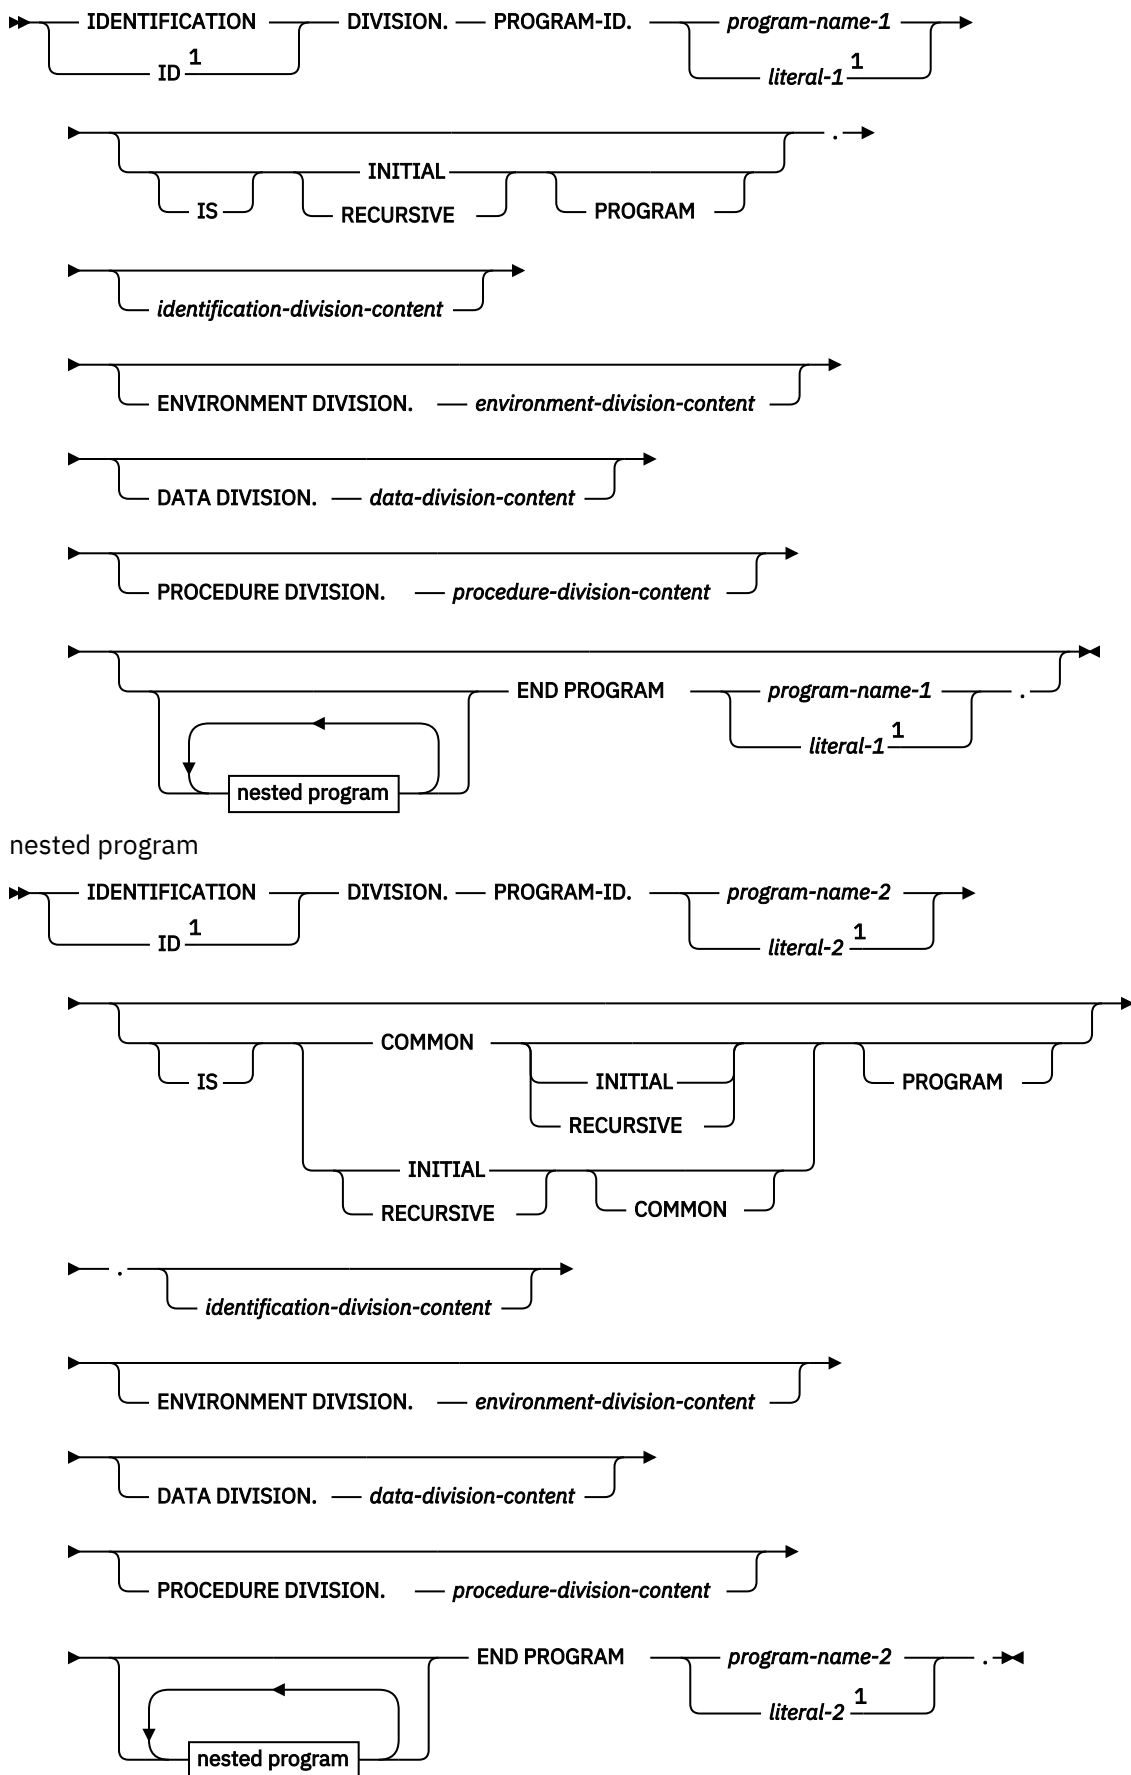 IDENTIFICATION DIVISION. PROGRAM-ID. program-name-1
ID 1 literal-1 1
.
INITIAL
IS RECURSIVE PROGRAM
identification-division-content
ENVIRONMENT DIVISION. environment-division-content
DATA DIVISION. data-division-content
PROCEDURE DIVISION. procedure-division-content
END PROGRAM program-name-1 .
literal-1 1
nested program
nested program
IDENTIFICATION DIVISION. PROGRAM-ID. program-name-2
ID 1 literal-2 1
COMMON
IS INITIAL PROGRAM
RECURSIVE
INITIAL
RECURSIVE COMMON
.
identification-division-content
ENVIRONMENT DIVISION. environment-division-content
DATA DIVISION. data-division-content
PROCEDURE DIVISION. procedure-division-content
END PROGRAM program-name-2 .
literal-2 1
nested program